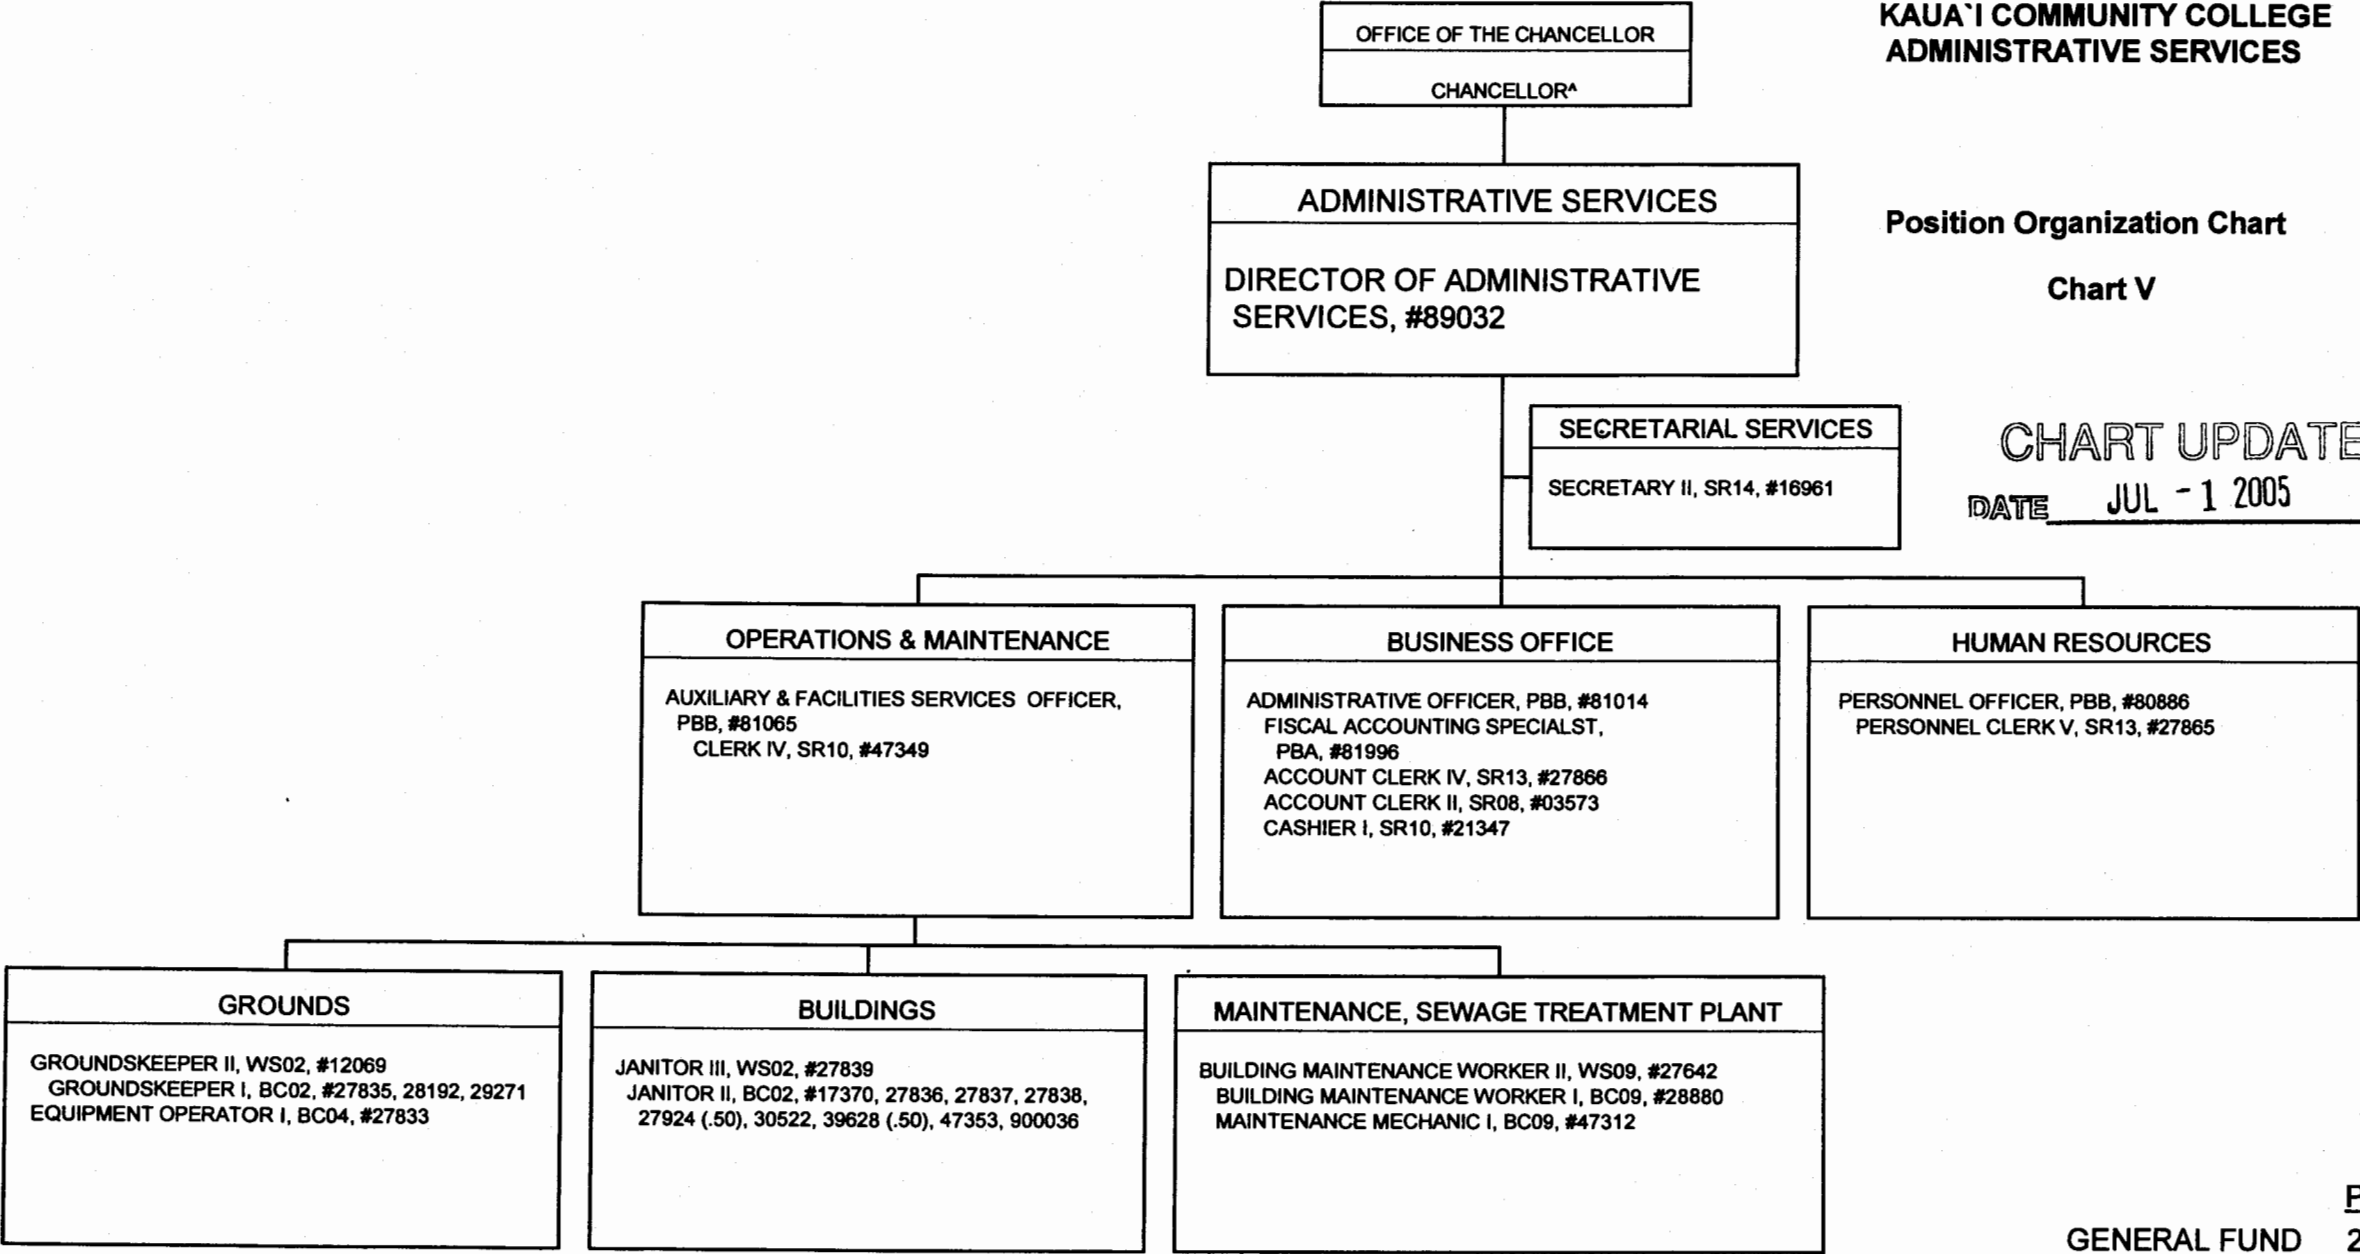 KAUA`I COMMUNITY COLLEGE
ADMINISTRATIVE SERVICES
OFFICE OF THE CHANCELLOR
CHANCELLOR^
ADMINISTRATIVE SERVICES
DIRECTOR OF ADMINISTRATIVE
SERVICES, #89032
Position Organization Chart
Chart V
SECRETARIAL SERVICES
SECRETARY II, SR14, #16961
CHART UPDATE
DATE JUL - 1 2005
OPERATIONS & MAINTENANCE
AUXILIARY & FACILITIES SERVICES OFFICER,
PBB, #81065
CLERK IV, SR10, #47349
BUSINESS OFFICE
ADMINISTRATIVE OFFICER, PBB, #81014
FISCAL ACCOUNTING SPECIALST,
PBA, #81996
ACCOUNT CLERK IV, SR13, #27866
ACCOUNT CLERK II, SR08, #03573
CASHIER I, SR10, #21347
HUMAN RESOURCES
PERSONNEL OFFICER, PBB, #80886
PERSONNEL CLERK V, SR13, #27865
GROUNDS
GROUNDSKEEPER II, WS02, #12069
GROUNDSKEEPER I, BC02, #27835, 28192, 29271
EQUIPMENT OPERATOR I, BC04, #27833
BUILDINGS
JANITOR III, WS02, #27839
JANITOR II, BC02, #17370, 27836, 27837, 27838,
27924 (.50), 30522, 39628 (.50), 47353, 900036
MAINTENANCE, SEWAGE TREATMENT PLANT
BUILDING MAINTENANCE WORKER II, WS09, #27642
BUILDING MAINTENANCE WORKER I, BC09, #28880
MAINTENANCE MECHANIC I, BC09, #47312
GENERAL FUND